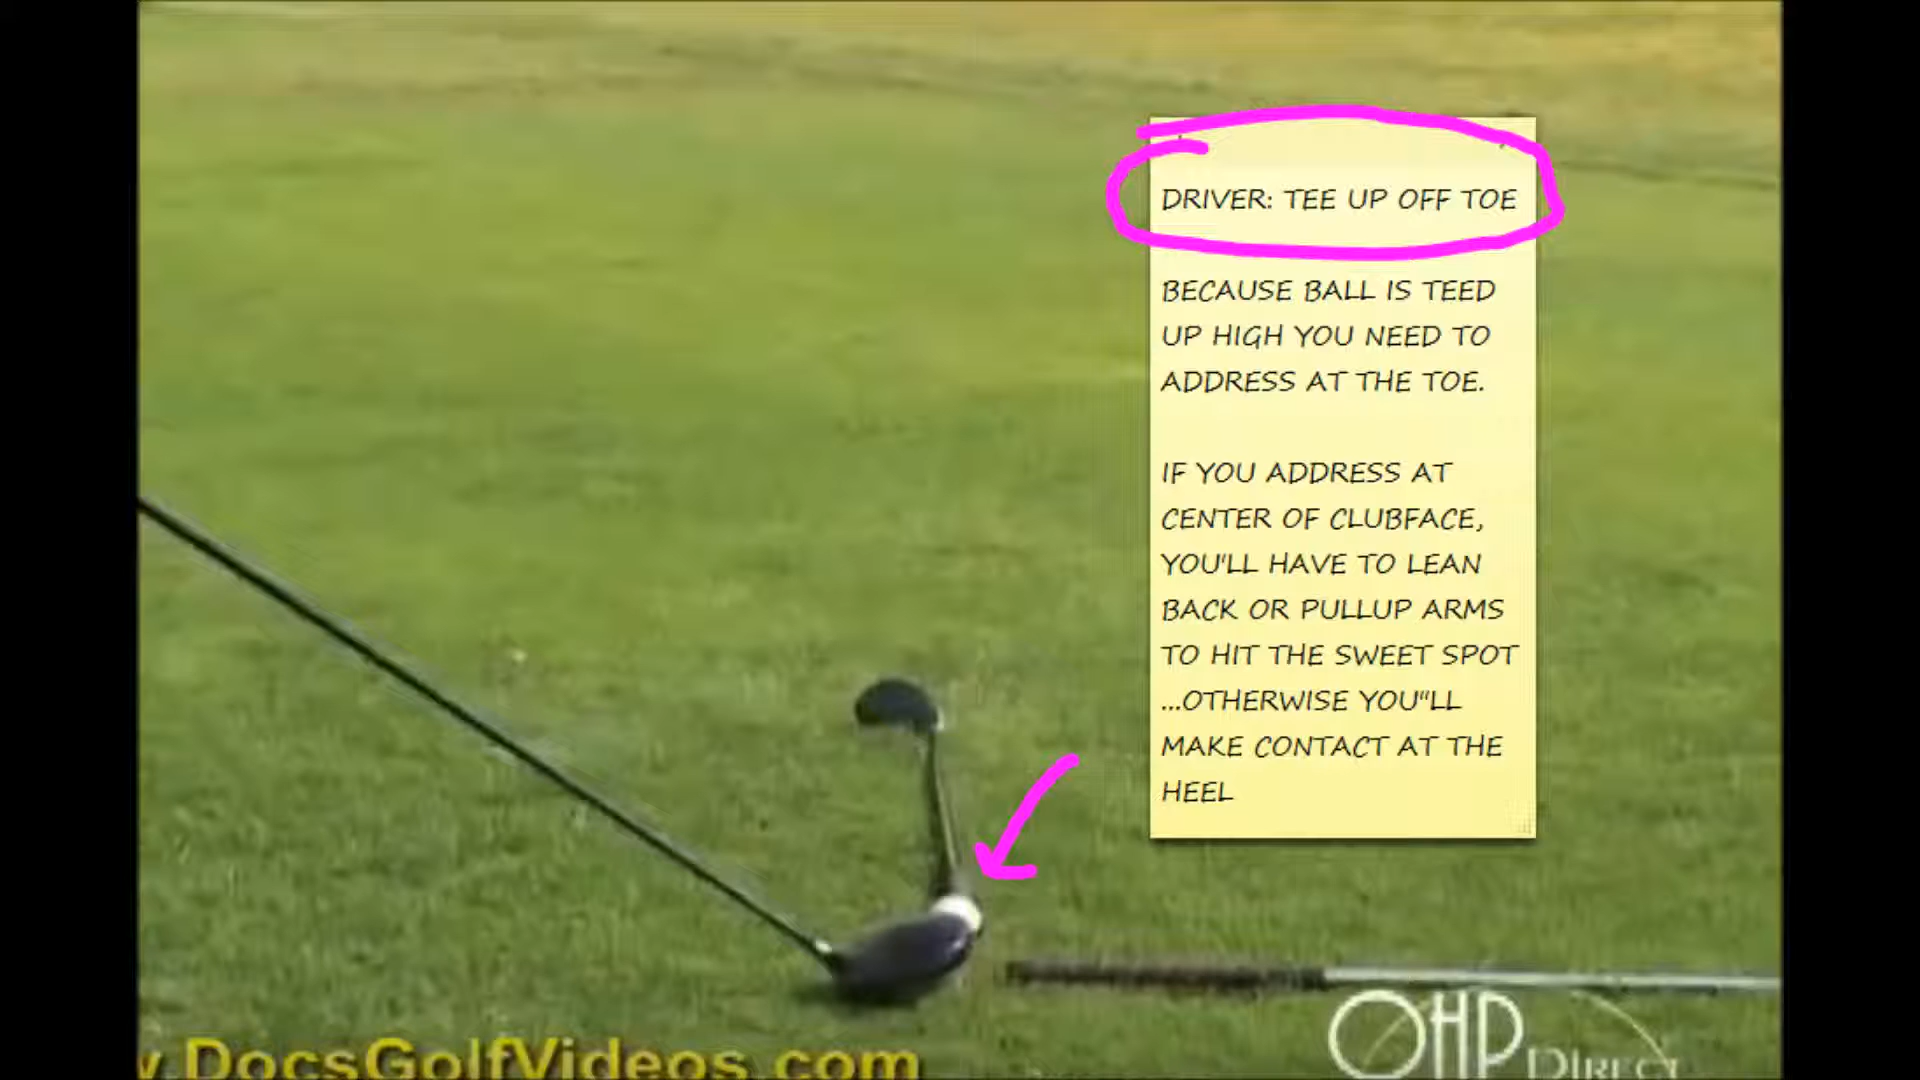 DRIVER: TEE UP OFF TOE
BECAUSE BALL IS TEED
UP HIGH YOU NEED TO
ADDRESS AT THE TOE.
IF YOU ADDRESS AT
CENTER OF CLUBFACE,
YOU'LL HAVE TO LEAN
BACK OR PULLUP ARMS
TO HIT THE SWEET SPOT
...OTHERWISE YOU"LL
MAKE CONTACT AT THE
HEEL
w.DocsGolfVideos.com
OHP DIRECT